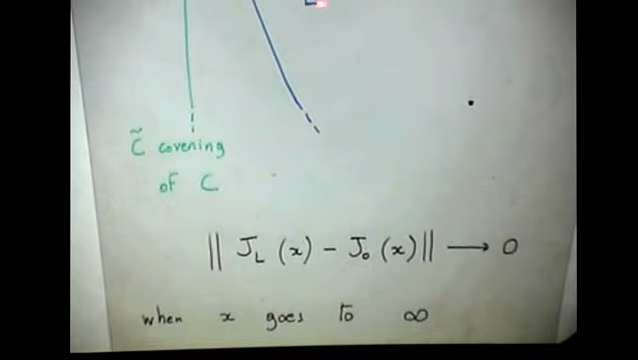 C̃ covering
of C
|| J_L (x) - J_0 (x) || ⟶ 0
when x goes to ∞